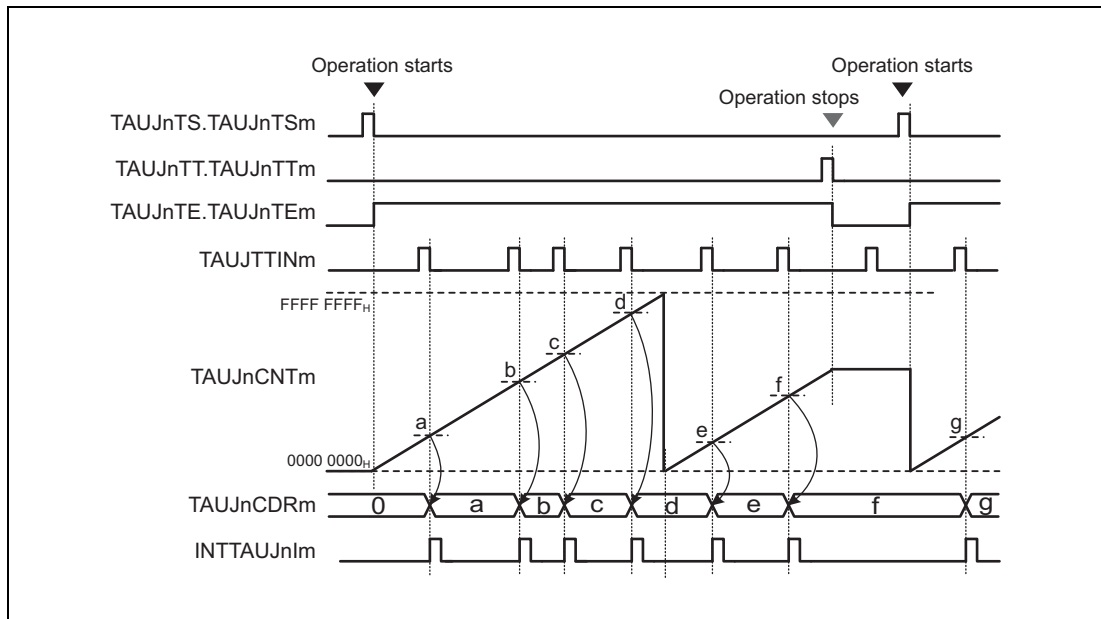 Operation starts
Operation starts
Operation stops
TAUJnTS.TAUJnTSm
TAUJnTT.TAUJnTTm
TAUJnTE.TAUJnTEm
TAUJTTINm
FFFF FFFFH
d
c
TAUJnCNTm
b
f
a
e
g
0000 0000H
TAUJnCDRm 0 a b c d e f g
INTTAUJnIm